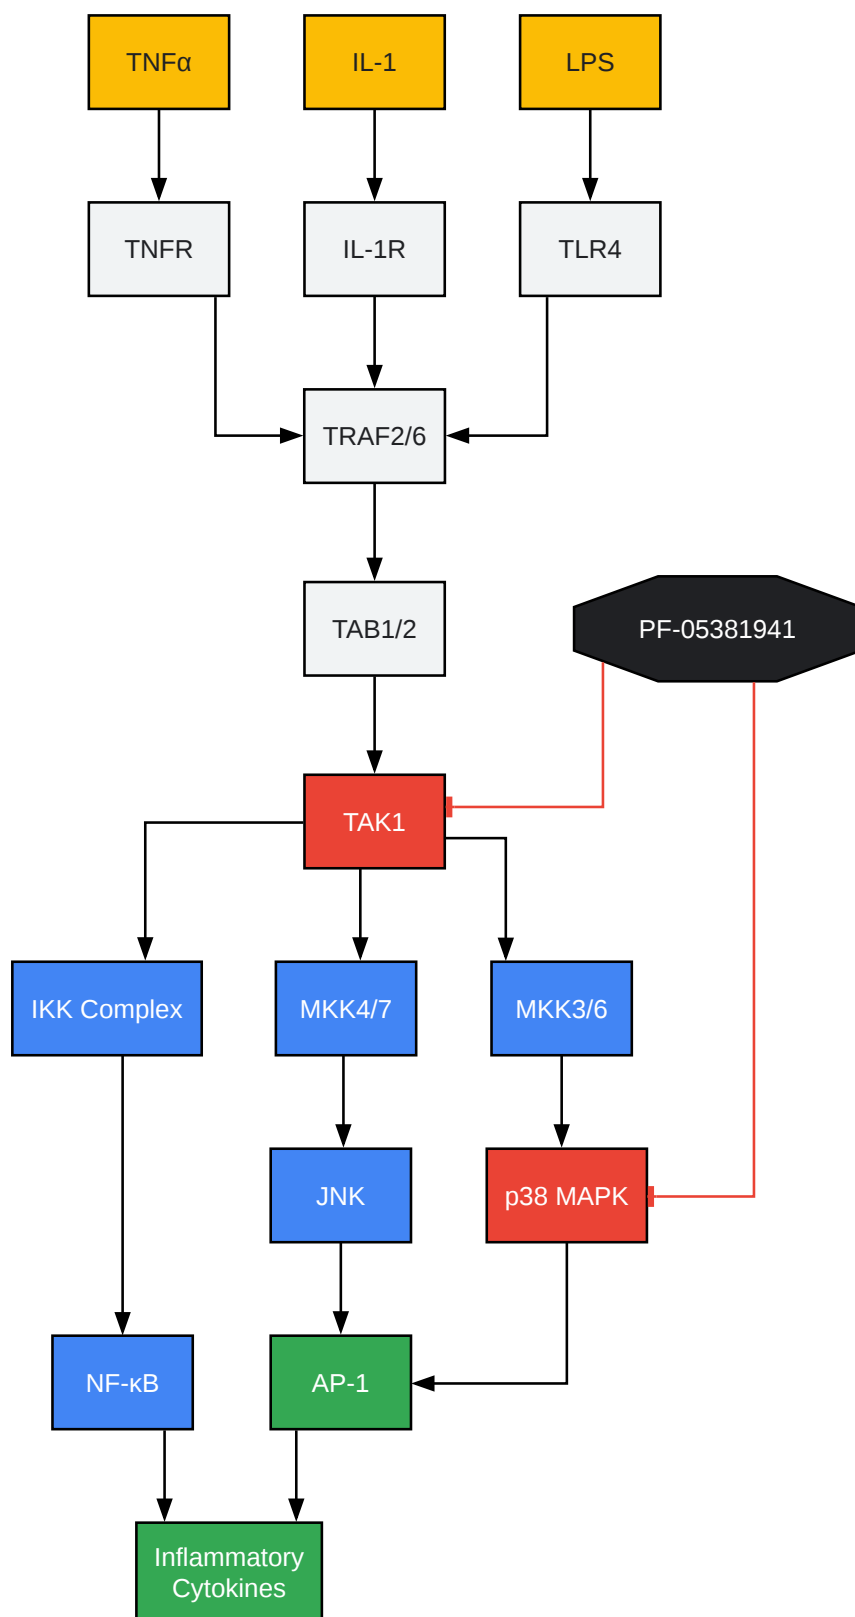 TNFα
IL-1
LPS
TNFR
IL-1R
TLR4
TRAF2/6
TAB1/2
PF-05381941
TAK1
IKK Complex
MKK4/7
MKK3/6
JNK
p38 MAPK
NF-κB
AP-1
Inflammatory
Cytokines